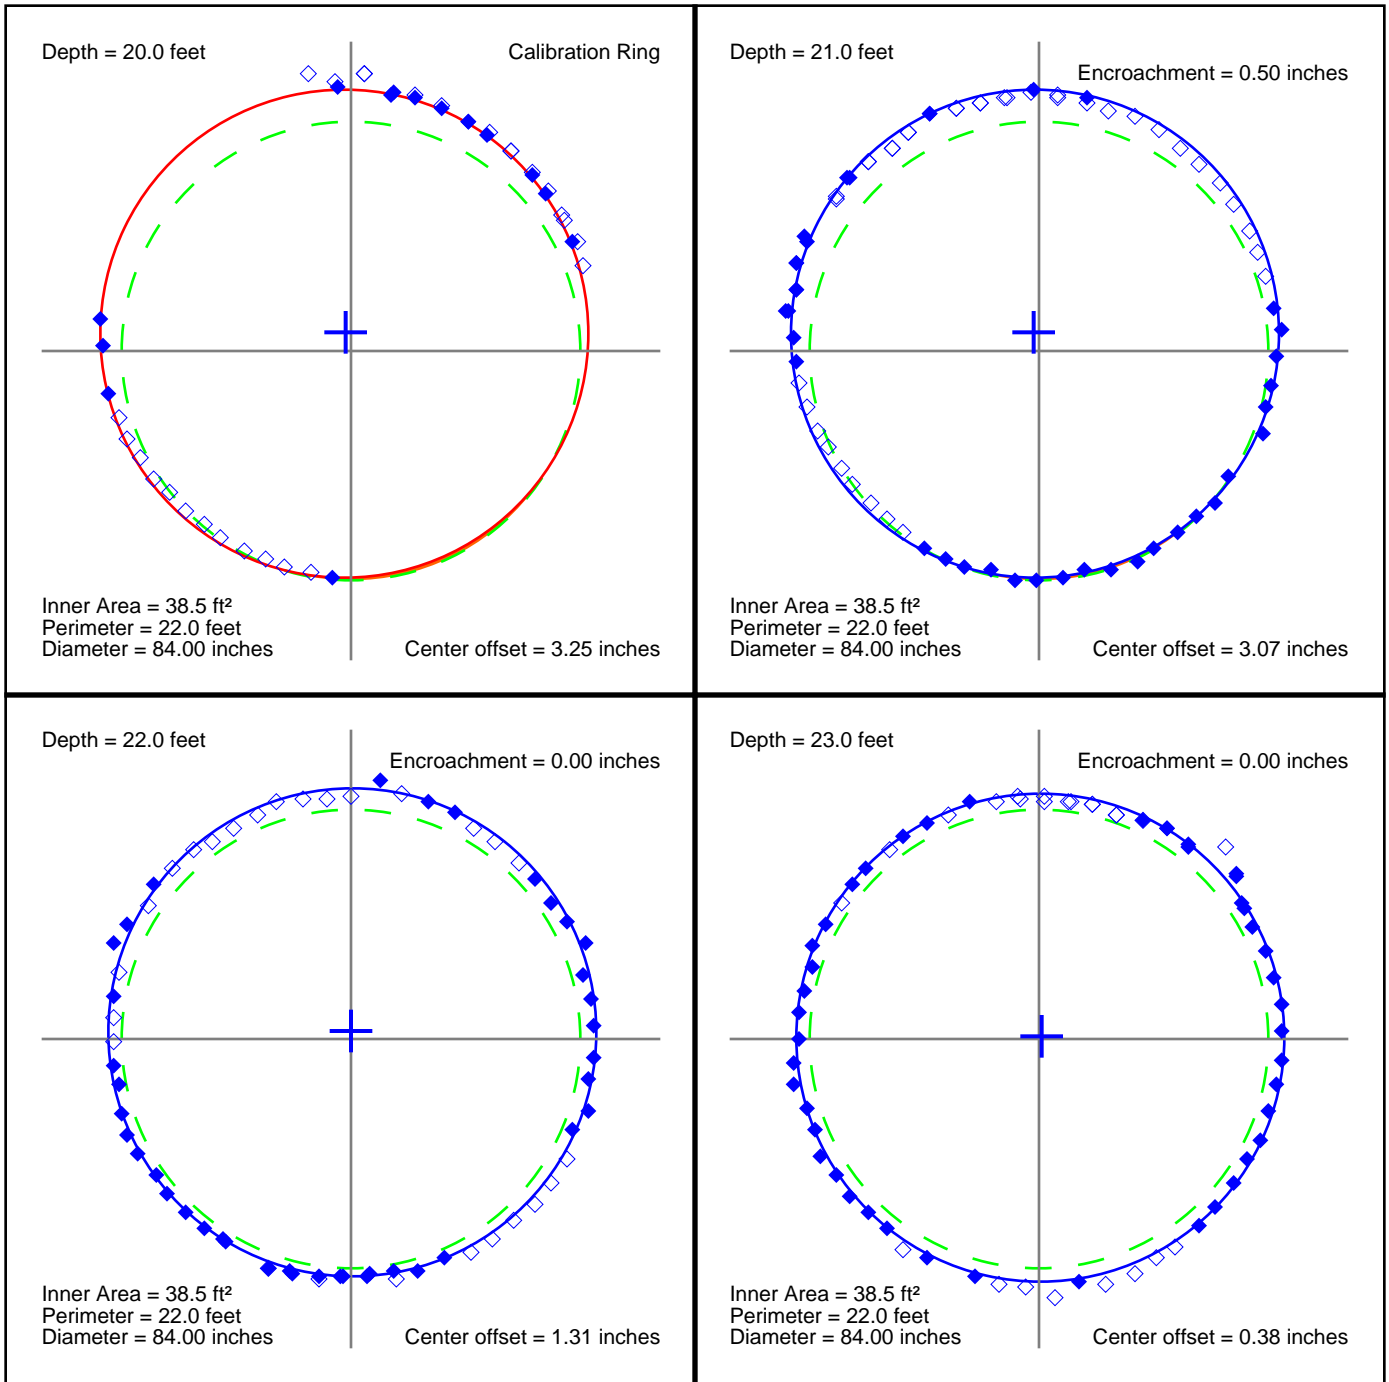 Depth = 20.0 feet
Calibration Ring
Inner Area = 38.5 ft²
Perimeter = 22.0 feet
Diameter = 84.00 inches
Center offset = 3.25 inches
Depth = 21.0 feet
Encroachment = 0.50 inches
Inner Area = 38.5 ft²
Perimeter = 22.0 feet
Diameter = 84.00 inches
Center offset = 3.07 inches
Depth = 22.0 feet
Encroachment = 0.00 inches
Inner Area = 38.5 ft²
Perimeter = 22.0 feet
Diameter = 84.00 inches
Center offset = 1.31 inches
Depth = 23.0 feet
Encroachment = 0.00 inches
Inner Area = 38.5 ft²
Perimeter = 22.0 feet
Diameter = 84.00 inches
Center offset = 0.38 inches